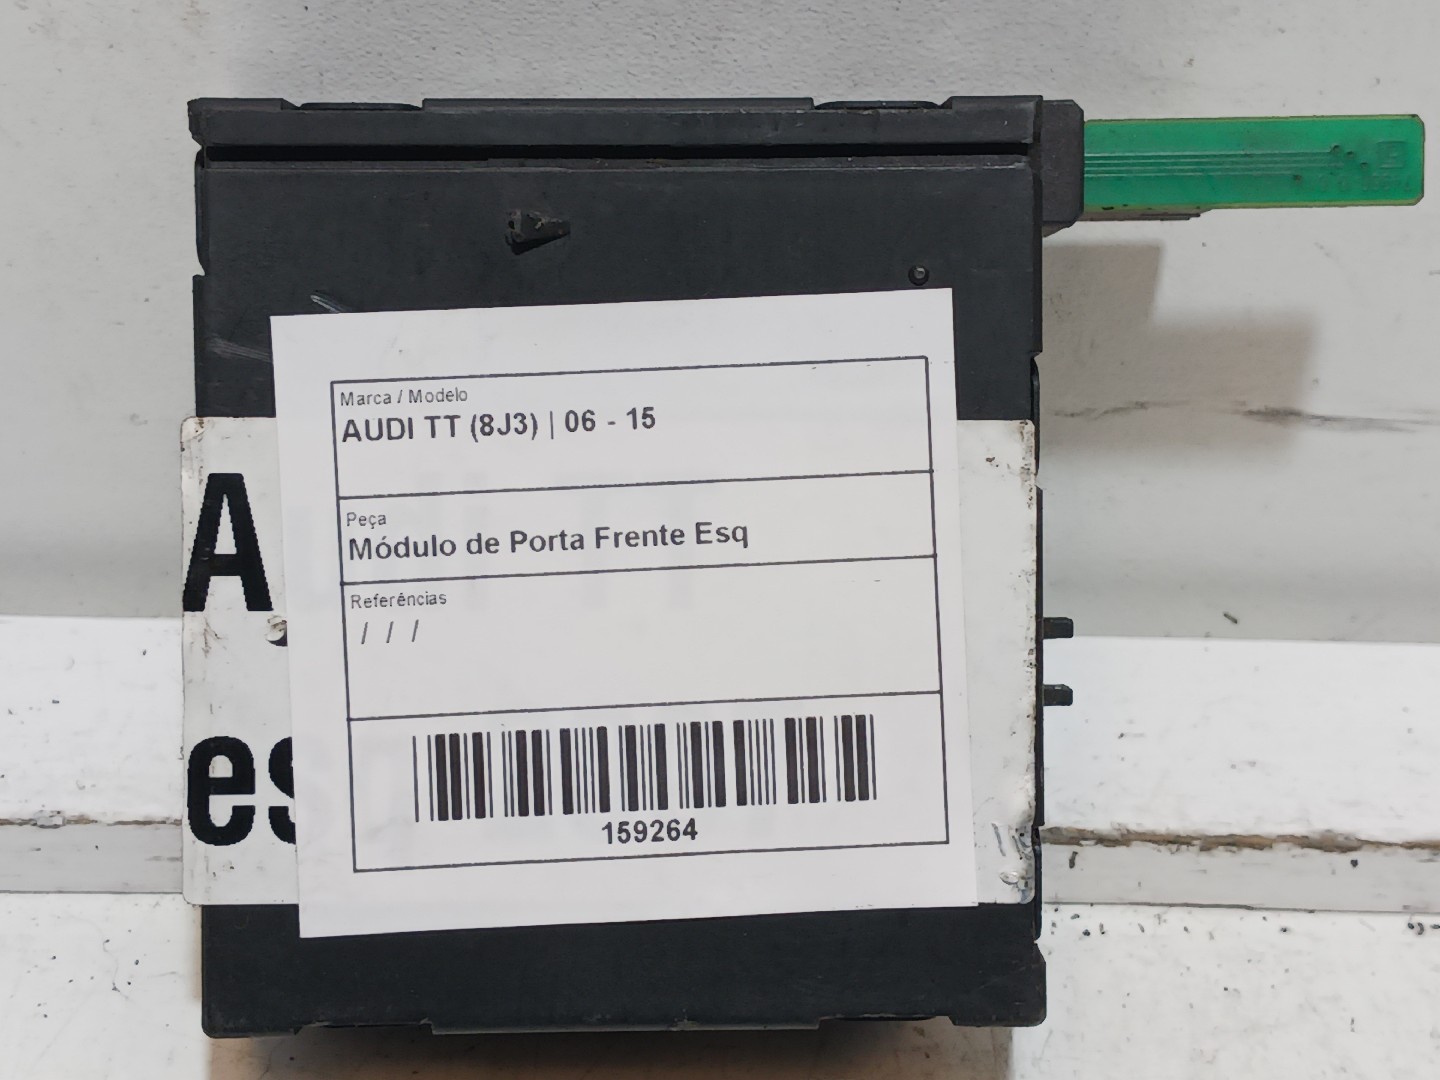 Marca / Modelo
AUDI TT (8J3) | 06 - 15
Peça
Módulo de Porta Frente Esq
Referências
/ / /
159264